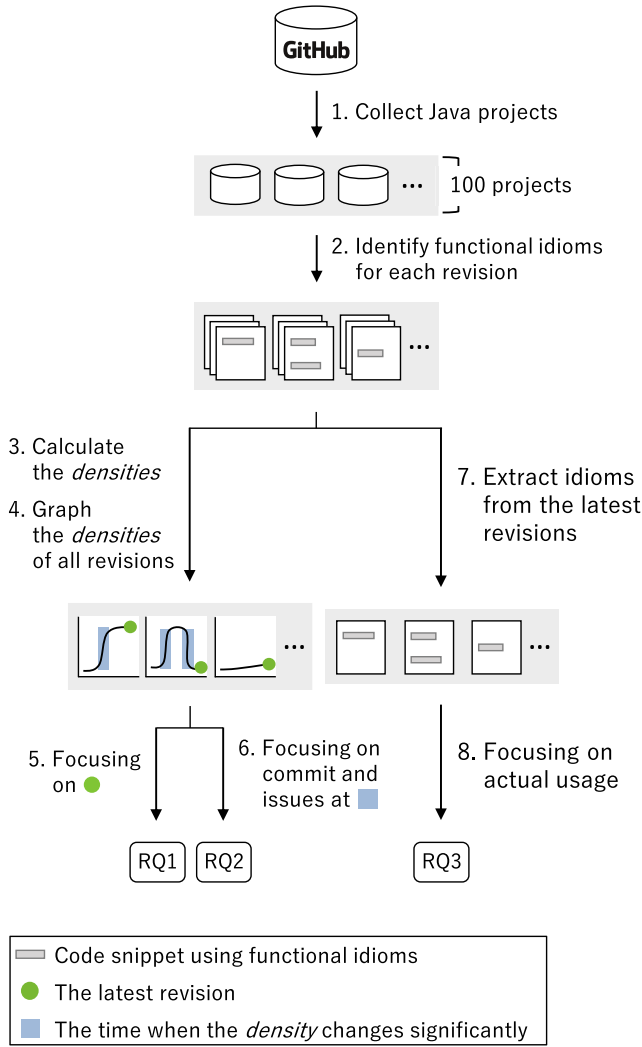 GitHub
1. Collect Java projects
...
100 projects
2. Identify functional idioms
for each revision
...
3. Calculate
the densities
4. Graph
the densities
of all revisions
7. Extract idioms
from the latest
revisions
...
...
5. Focusing
on
6. Focusing on
commit and
issues at
8. Focusing on
actual usage
RQ1
RQ2
RQ3
Code snippet using functional idioms
The latest revision
The time when the density changes significantly